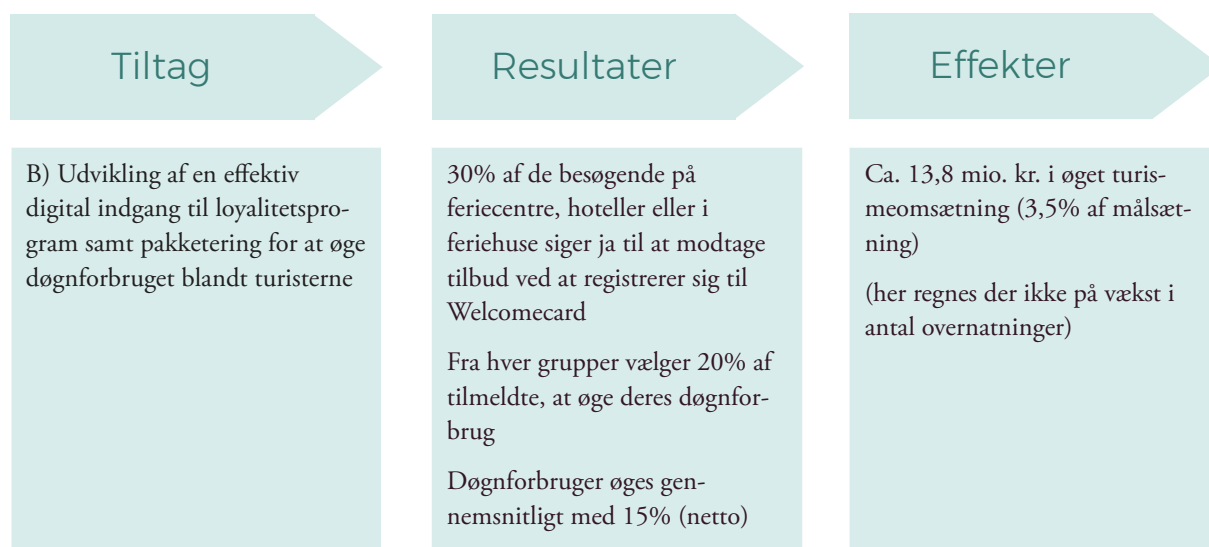 Tiltag
B) Udvikling af en effektiv
digital indgang til loyalitetspro-
gram samt pakketering for at øge
døgnforbruget blandt turisterne
Resultater
30% af de besøgende på
feriecentre, hoteller eller i
feriehuse siger ja til at modtage
tilbud ved at registrerer sig til
Welcomecard
Fra hver grupper vælger 20% af
tilmeldte, at øge deres døgnfor-
brug
Døgnforbruger øges gen-
nemsnitligt med 15% (netto)
Effekter
Ca. 13,8 mio. kr. i øget turis-
meomsætning (3,5% af målsæt-
ning)
(her regnes der ikke på vækst i
antal overnatninger)